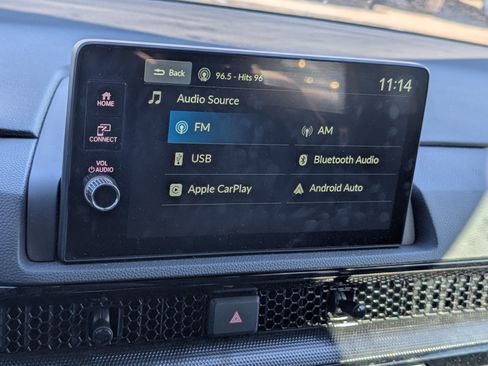 Back
96.5 - Hits 96
11:14
HOME
Audio Source
FM
AM
CONNECT
USB
Bluetooth Audio
VOL
AUDIO
Apple CarPlay
Android Auto